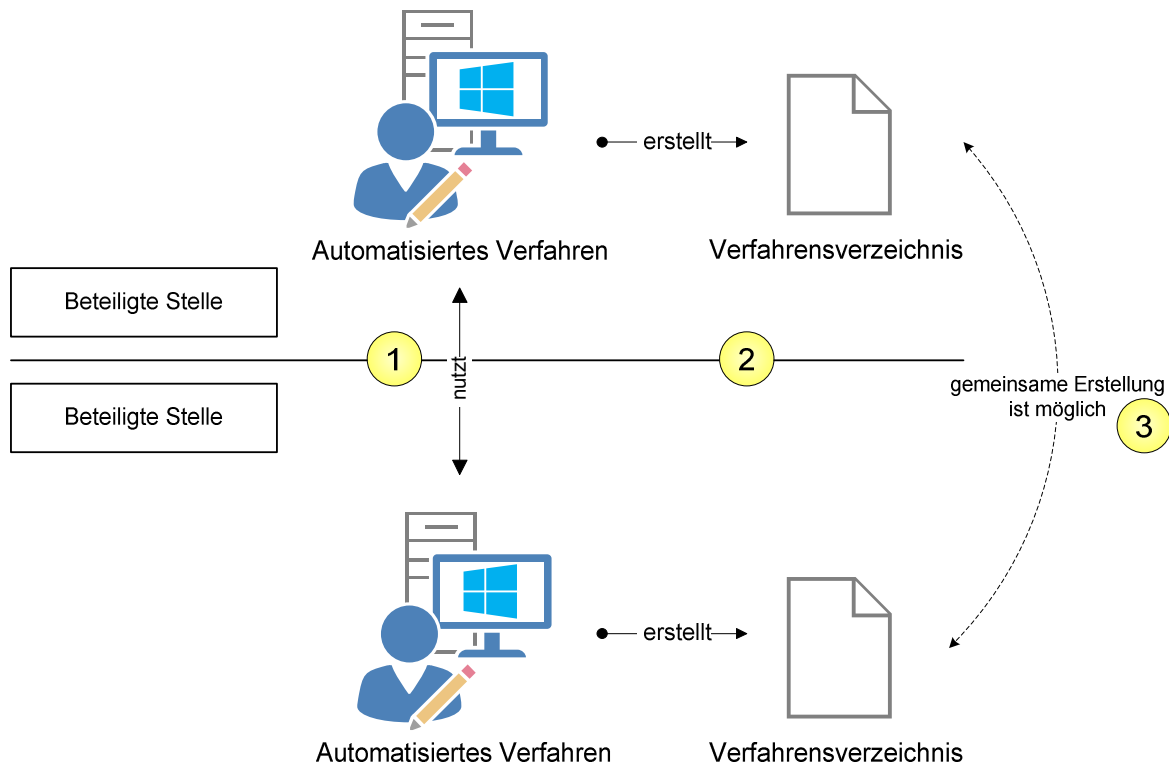 erstellt
Automatisiertes Verfahren
Verfahrensverzeichnis
Beteiligte Stelle
1
nutzt
2
Beteiligte Stelle
gemeinsame Erstellung
ist möglich
3
erstellt
Automatisiertes Verfahren
Verfahrensverzeichnis